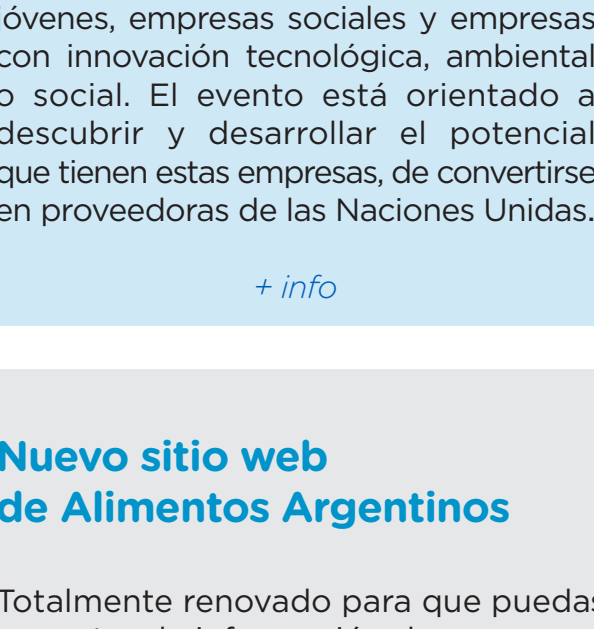 jóvenes, empresas sociales y empresas
con innovación tecnológica, ambiental
o social. El evento está orientado a
descubrir y desarrollar el potencial
que tienen estas empresas, de convertirse
en proveedoras de las Naciones Unidas.
+ info
Nuevo sitio web
de Alimentos Argentinos
Totalmente renovado para que puedas